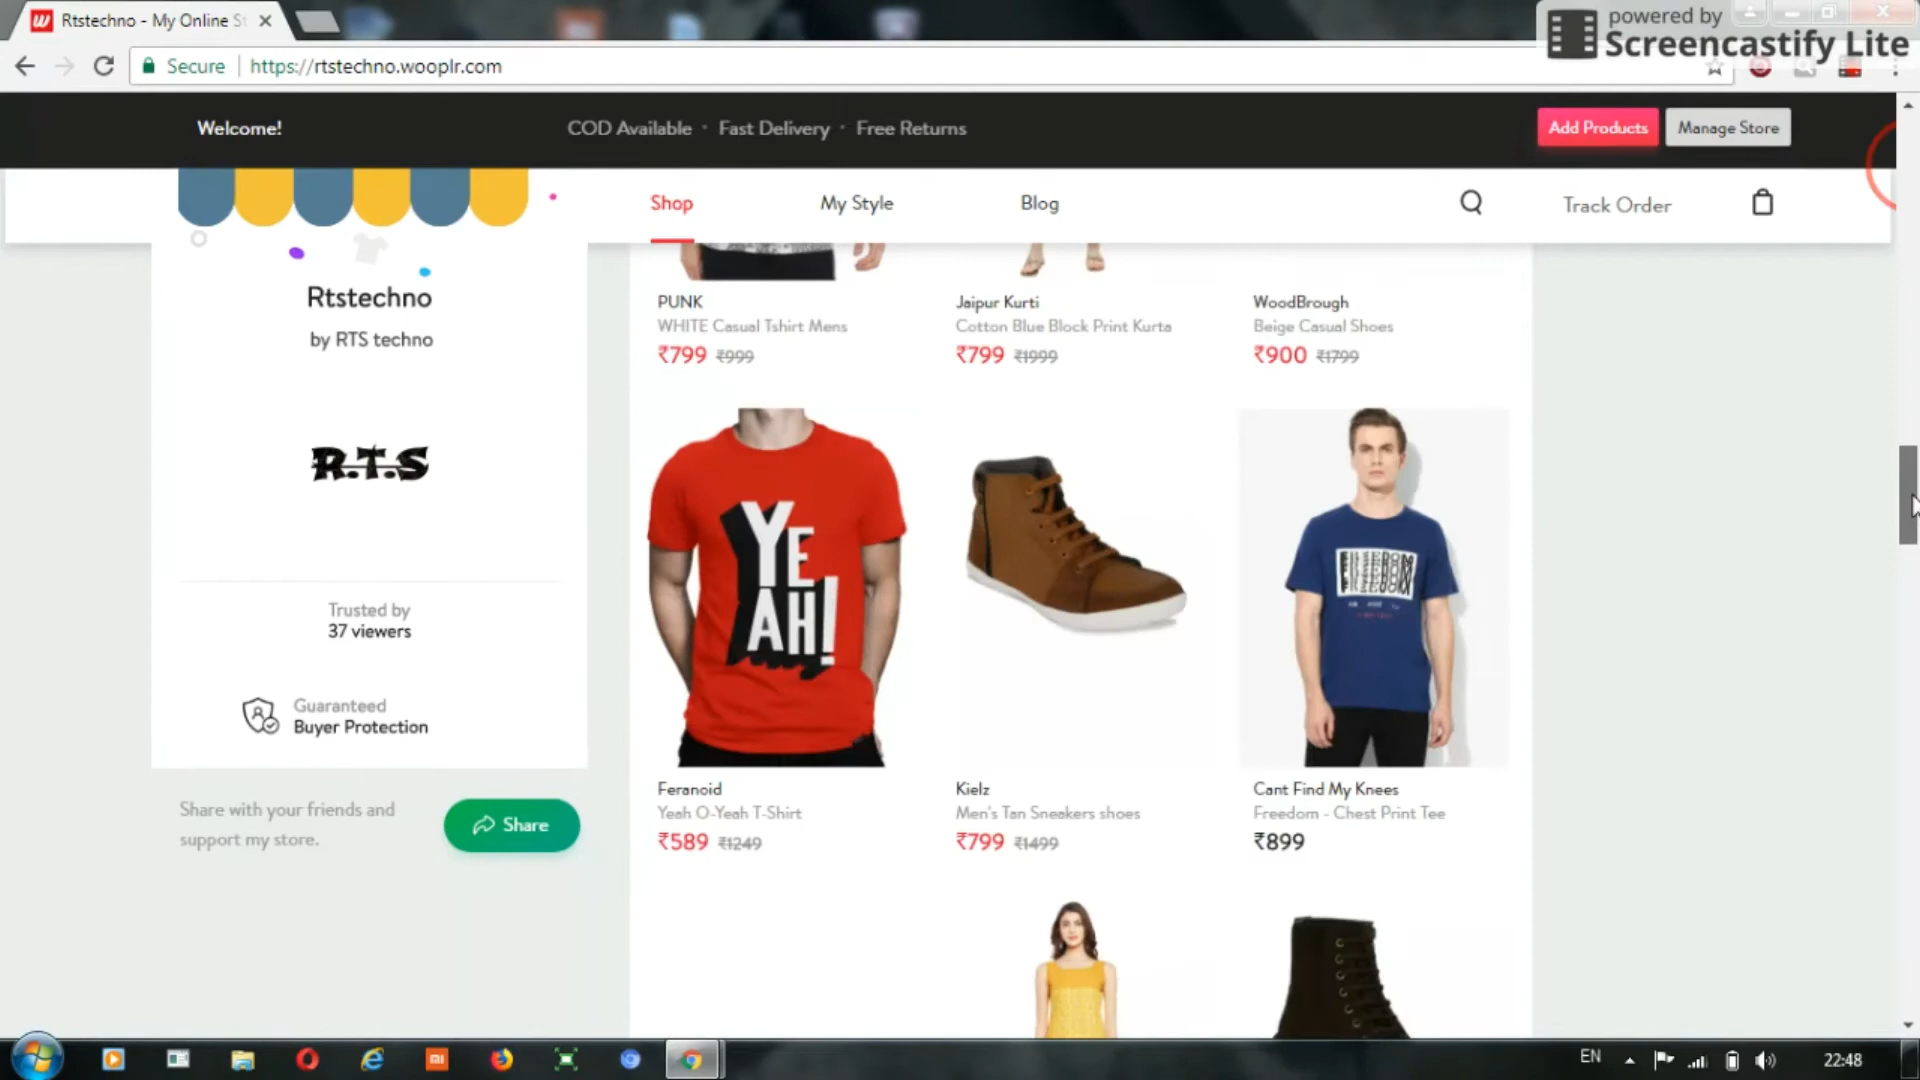 Rtstechno - My Online St
powered by
Screencastify Lite
Secure
https://rtstechno.wooplr.com
Welcome!
COD Available · Fast Delivery · Free Returns
Add Products
Manage Store
Shop
My Style
Blog
Track Order
Rtstechno
by RTS techno
R.T.S
Trusted by
37 viewers
Guaranteed
Buyer Protection
Share with your friends and
support my store.
Share
PUNK
WHITE Casual Tshirt Mens
₹799 ₹999
Jaipur Kurti
Cotton Blue Block Print Kurta
₹799 ₹1999
WoodBrough
Beige Casual Shoes
₹900 ₹1799
YE
AH!
FREEDOM
Feranoid
Yeah O-Yeah T-Shirt
₹589 ₹1249
Kielz
Men's Tan Sneakers shoes
₹799 ₹1499
Cant Find My Knees
Freedom - Chest Print Tee
₹899
EN
22:48